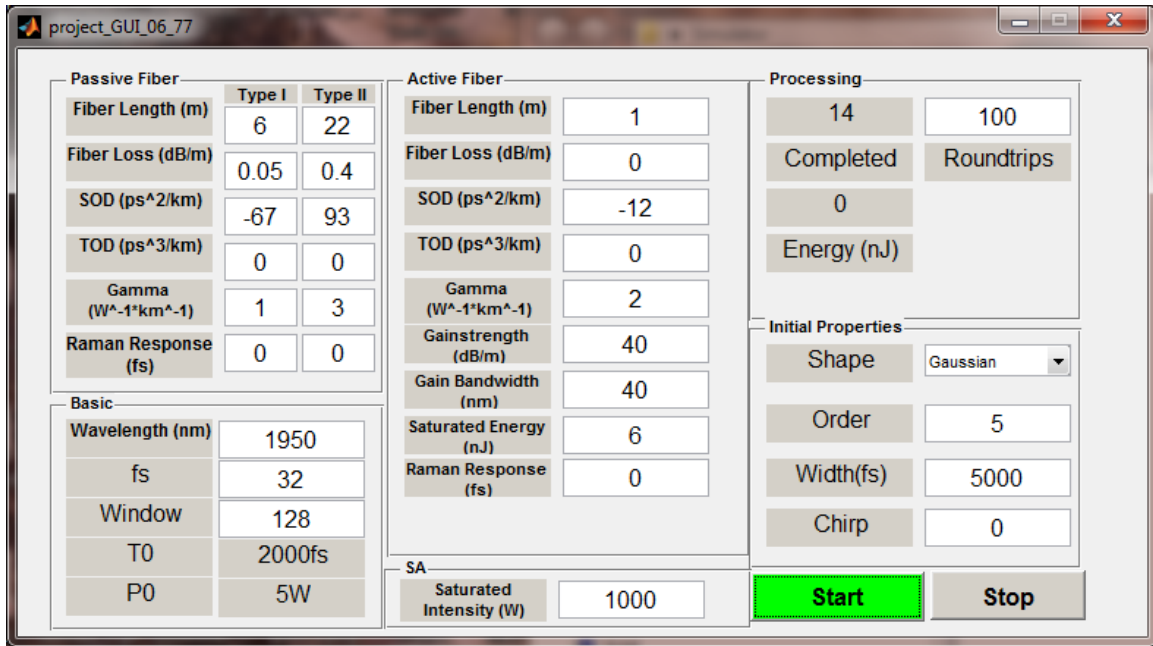 project_GUI_06_77
Passive Fiber
Type I Type II
Fiber Length (m) 6 22
Fiber Loss (dB/m) 0.05 0.4
SOD (ps^2/km) -67 93
TOD (ps^3/km) 0 0
Gamma
(W^-1*km^-1) 1 3
Raman Response
(fs) 0 0
Basic
Wavelength (nm) 1950
fs 32
Window 128
T0 2000fs
P0 5W
Active Fiber
Fiber Length (m) 1
Fiber Loss (dB/m) 0
SOD (ps^2/km) -12
TOD (ps^3/km) 0
Gamma
(W^-1*km^-1) 2
Gainstrength
(dB/m) 40
Gain Bandwidth
(nm) 40
Saturated Energy
(nJ) 6
Raman Response
(fs) 0
SA
Saturated
Intensity (W) 1000
Processing
14 100
Completed Roundtrips
0
Energy (nJ)
Initial Properties
Shape Gaussian
Order 5
Width(fs) 5000
Chirp 0
Start Stop